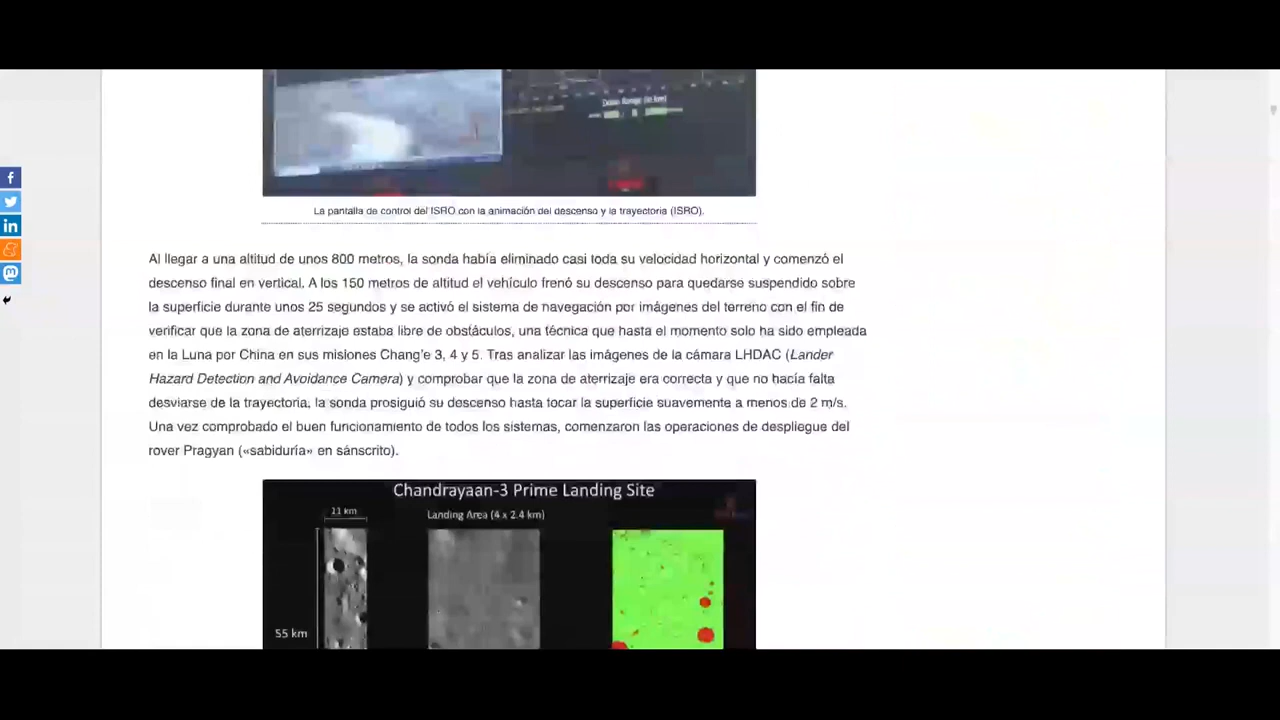 Down Range (in km)
La pantalla de control del ISRO con la animación del descenso y la trayectoria (ISRO).
Al llegar a una altitud de unos 800 metros, la sonda había eliminado casi toda su velocidad horizontal y comenzó el
descenso final en vertical. A los 150 metros de altitud el vehículo frenó su descenso para quedarse suspendido sobre
la superficie durante unos 25 segundos y se activó el sistema de navegación por imágenes del terreno con el fin de
verificar que la zona de aterrizaje estaba libre de obstáculos, una técnica que hasta el momento solo ha sido empleada
en la Luna por China en sus misiones Chang'e 3, 4 y 5. Tras analizar las imágenes de la cámara LHDAC (Lander
Hazard Detection and Avoidance Camera) y comprobar que la zona de aterrizaje era correcta y que no hacía falta
desviarse de la trayectoria, la sonda prosiguió su descenso hasta tocar la superficie suavemente a menos de 2 m/s.
Una vez comprobado el buen funcionamiento de todos los sistemas, comenzaron las operaciones de despliegue del
rover Pragyan («sabiduría» en sánscrito).
Chandrayaan-3 Prime Landing Site
11 km
Landing Area (4 x 2.4 km)
55 km